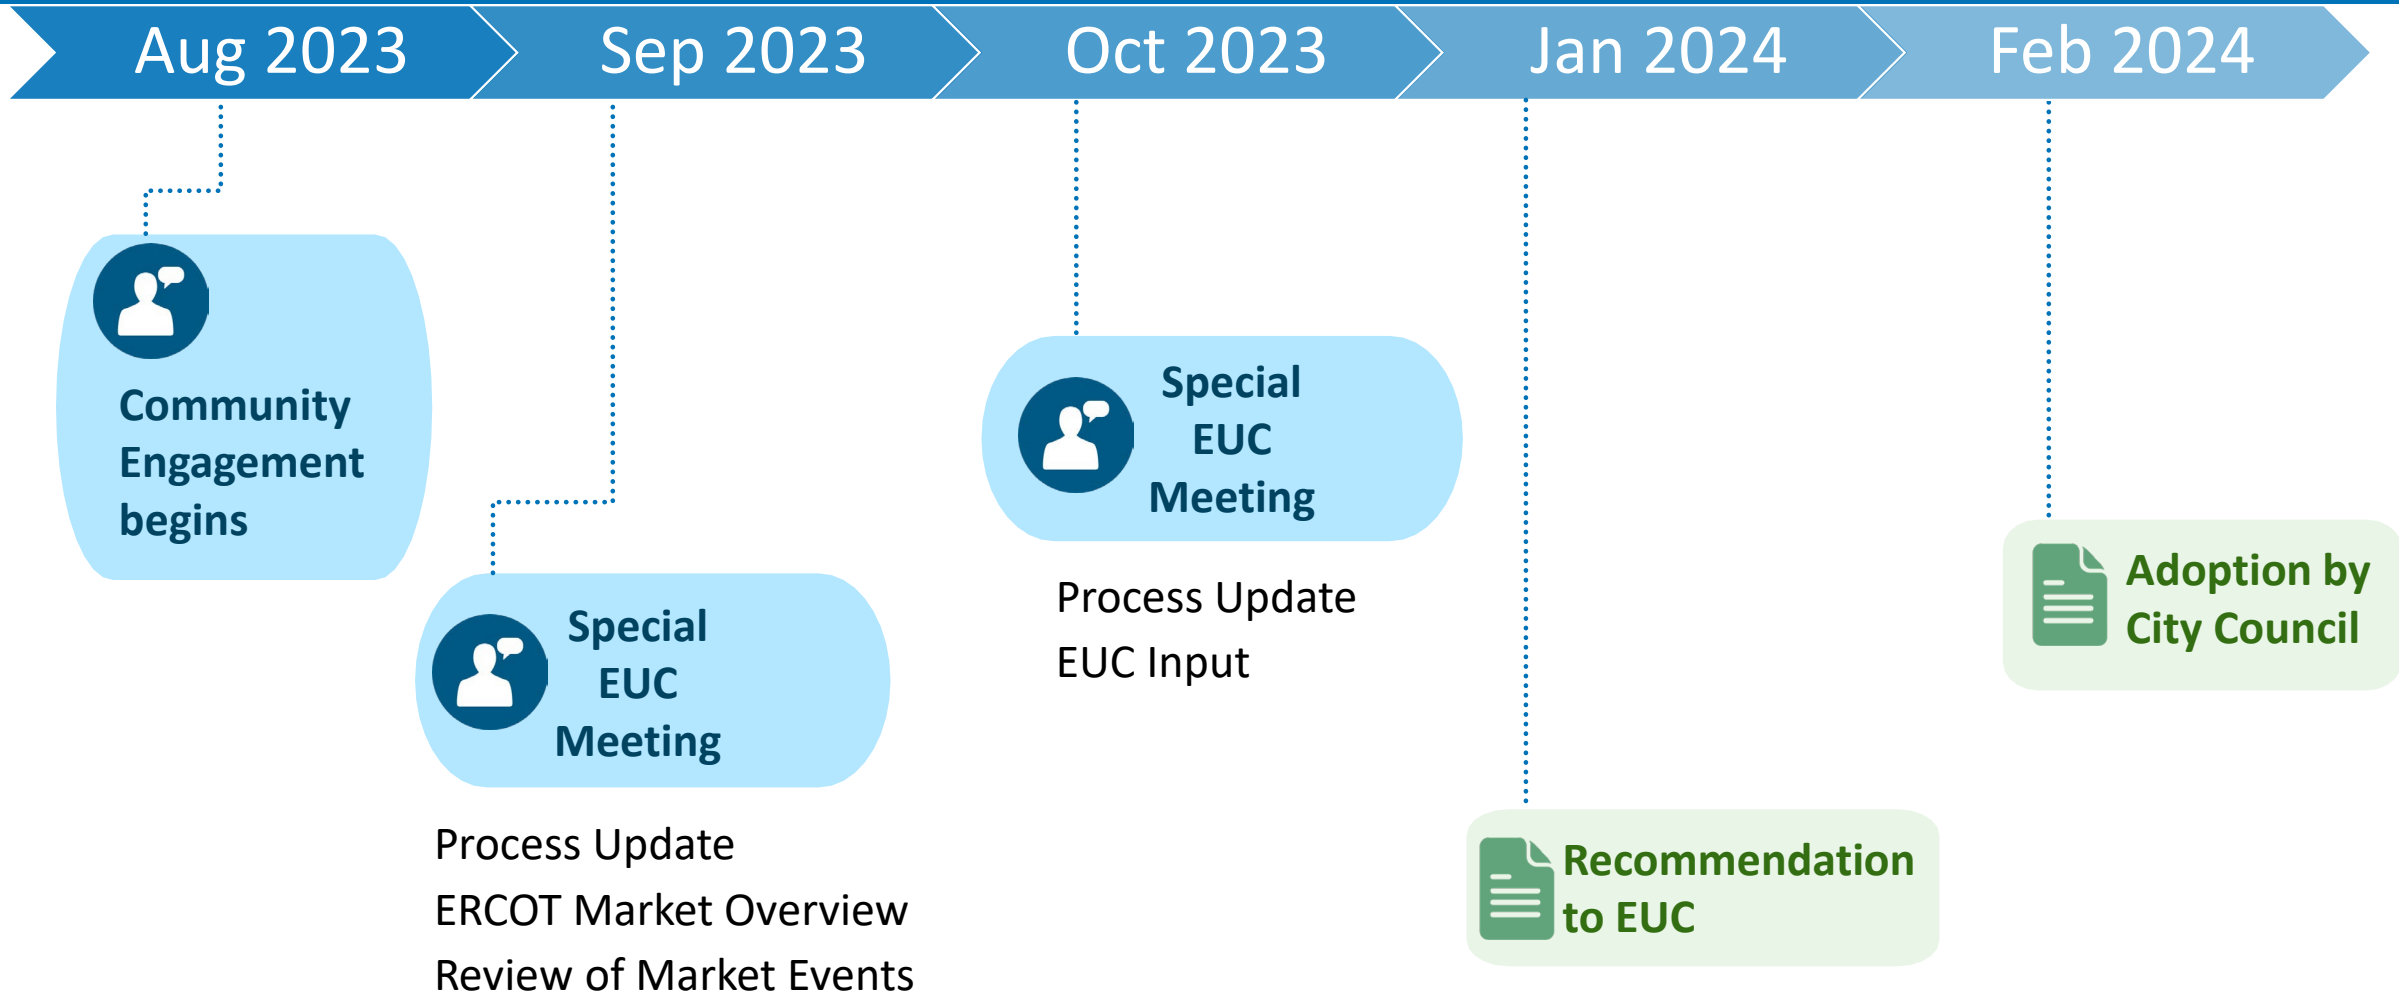 Aug 2023
Sep 2023
Oct 2023
Jan 2024
Feb 2024
Community
Engagement
begins
Special
EUC
Meeting
Process Update
ERCOT Market Overview
Review of Market Events
Special
EUC
Meeting
Process Update
EUC Input
Recommendation
to EUC
Adoption by
City Council